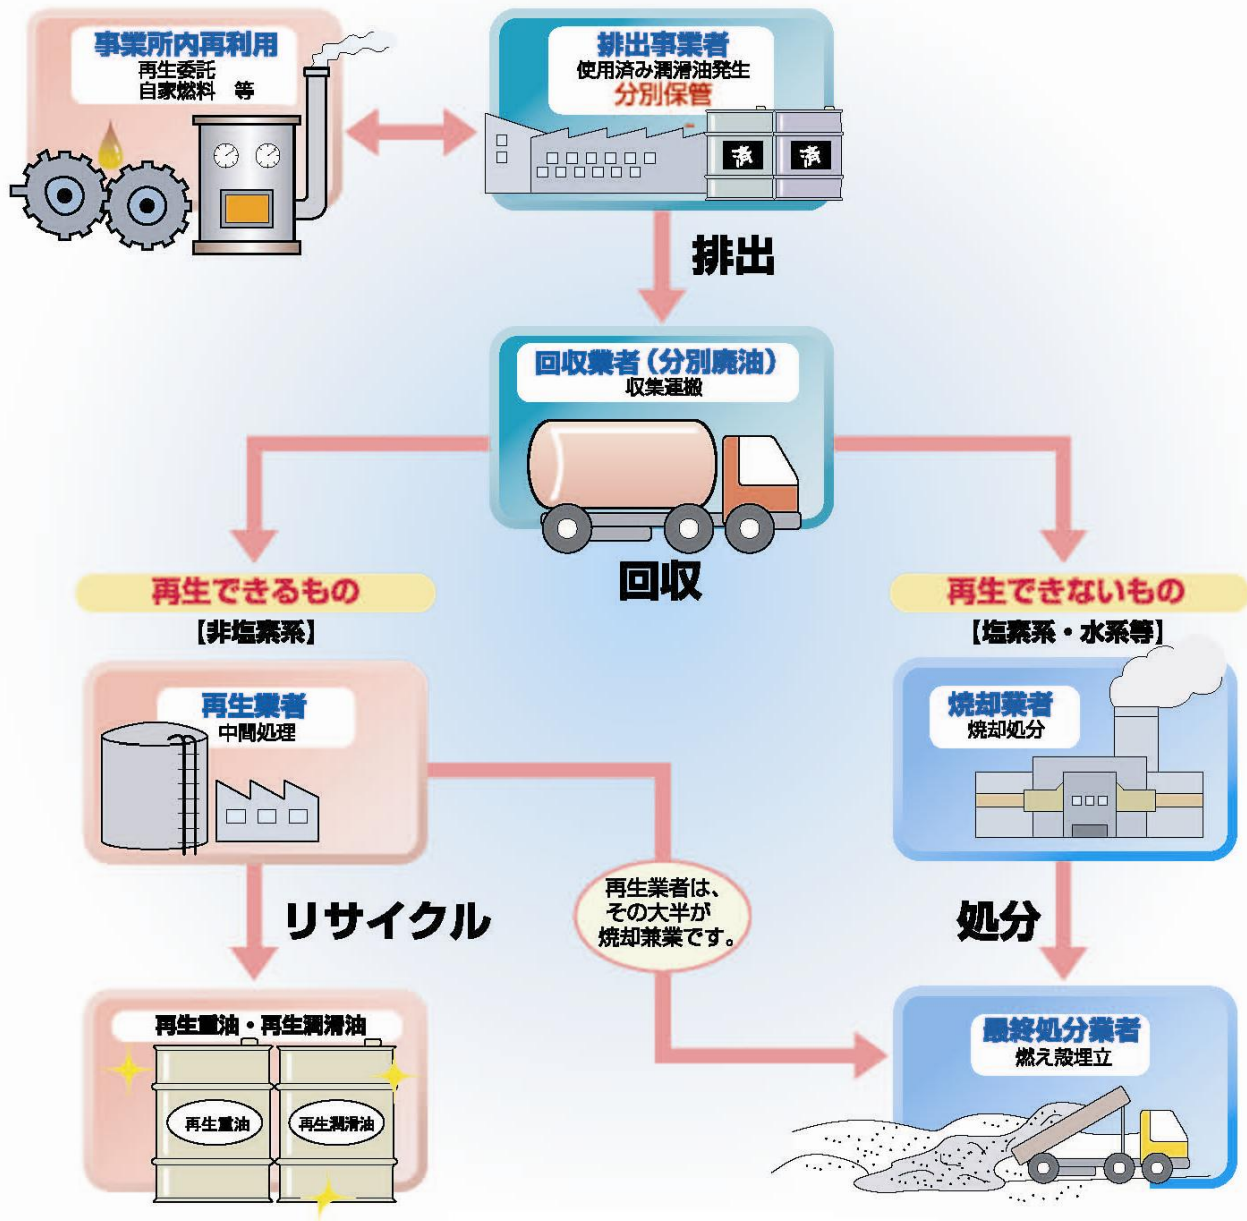 事業所内再利用
再生委託
自家燃料　等
排出事業者
使用済み潤滑油発生
分別保管
済
済
排出
回収業者（分別廃油）
収集運搬
回収
再生できるもの
【非塩素系】
再生できないもの
【塩素系・水系等】
再生業者
中間処理
焼却業者
焼却処分
リサイクル
再生業者は、
その大半が
焼却兼業です。
処分
再生重油・再生潤滑油
再生重油
再生潤滑油
最終処分業者
燃え殻埋立